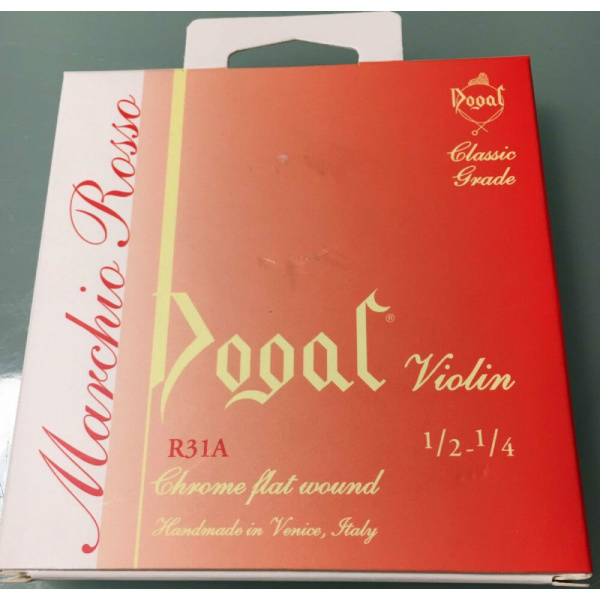 Marchio Rosso
Dogal
Classic
Grade
Dogal® Violin
R31A
1/2-1/4
Chrome flat wound
Handmade in Venice, Italy